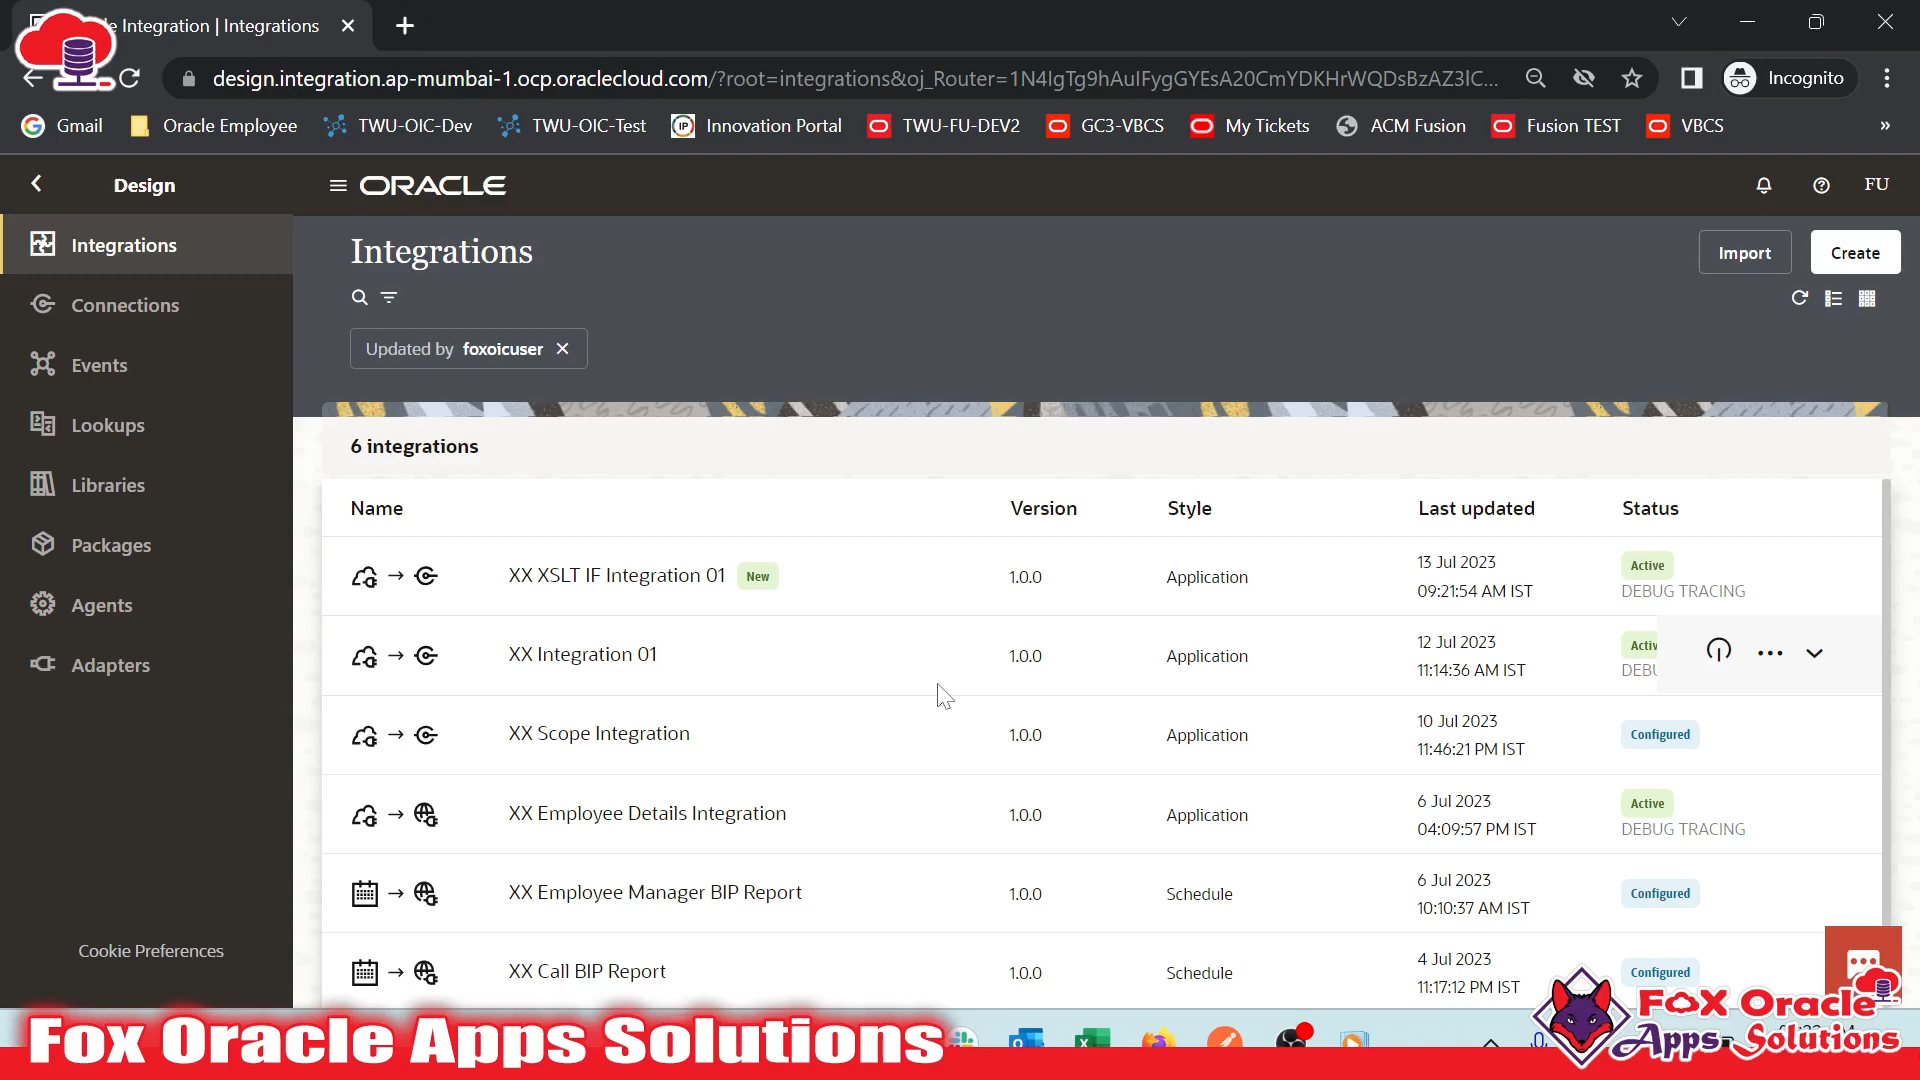 e Integration | Integrations
design.integration.ap-mumbai-1.ocp.oraclecloud.com/?root=integrations&oj_Router=1N4IgTg9hAuIFygGYEsA20CmYDKHrWQDsBzAZ3lC...
Incognito
Gmail
Oracle Employee
TWU-OIC-Dev
TWU-OIC-Test
Innovation Portal
TWU-FU-DEV2
GC3-VBCS
My Tickets
ACM Fusion
Fusion TEST
VBCS
Design
ORACLE
FU
Integrations
Connections
Events
Lookups
Libraries
Packages
Agents
Adapters
Cookie Preferences
Integrations
Import
Create
Updated by foxoicuser
6 integrations
Name Version Style Last updated Status
XX XSLT IF Integration 01 New 1.0.0 Application 13 Jul 2023 Active
09:21:54 AM IST DEBUG TRACING
XX Integration 01 1.0.0 Application 12 Jul 2023 Activ
11:14:36 AM IST DEBU
XX Scope Integration 1.0.0 Application 10 Jul 2023 Configured
11:46:21 PM IST
XX Employee Details Integration 1.0.0 Application 6 Jul 2023 Active
04:09:57 PM IST DEBUG TRACING
XX Employee Manager BIP Report 1.0.0 Schedule 6 Jul 2023 Configured
10:10:37 AM IST
XX Call BIP Report 1.0.0 Schedule 4 Jul 2023 Configured
11:17:12 PM IST
Fox Oracle Apps Solutions
Fox Oracle
Apps Solutions